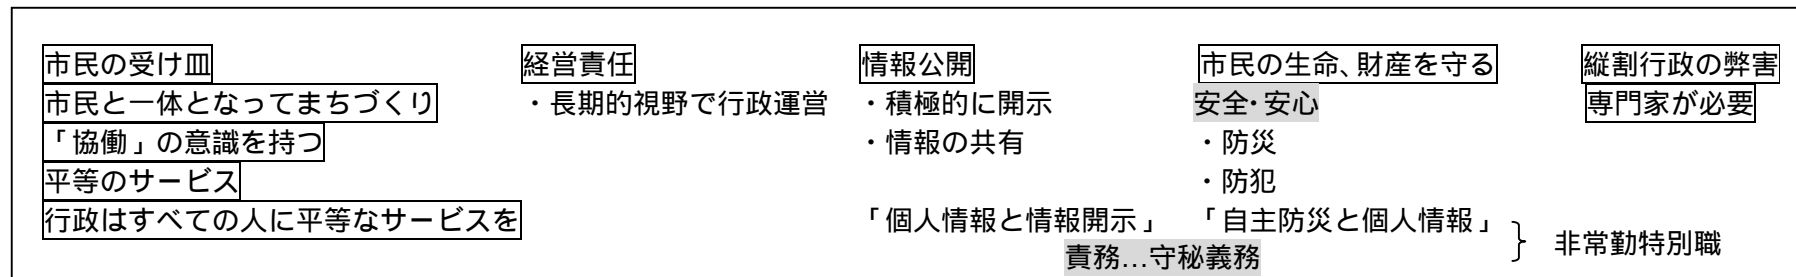 市民の受け皿
市民と一体となってまちづくり
「協働」の意識を持つ
平等のサービス
行政はすべての人に平等なサービスを
経営責任
・長期的視野で行政運営
情報公開
・積極的に開示
・情報の共有
「個人情報と情報開示」
市民の生命、財産を守る
安全・安心
・防災
・防犯
「自主防災と個人情報」
責務…守秘義務
非常勤特別職
縦割行政の弊害
専門家が必要